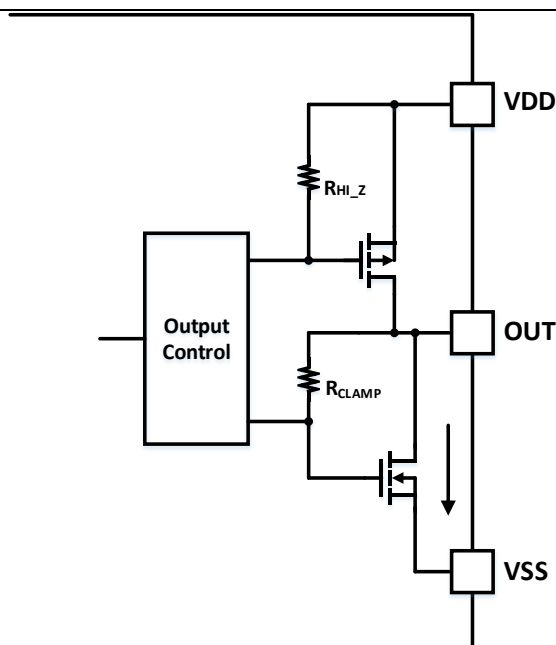 VDD
RHI_Z
Output
Control
OUT
RCLAMP
VSS